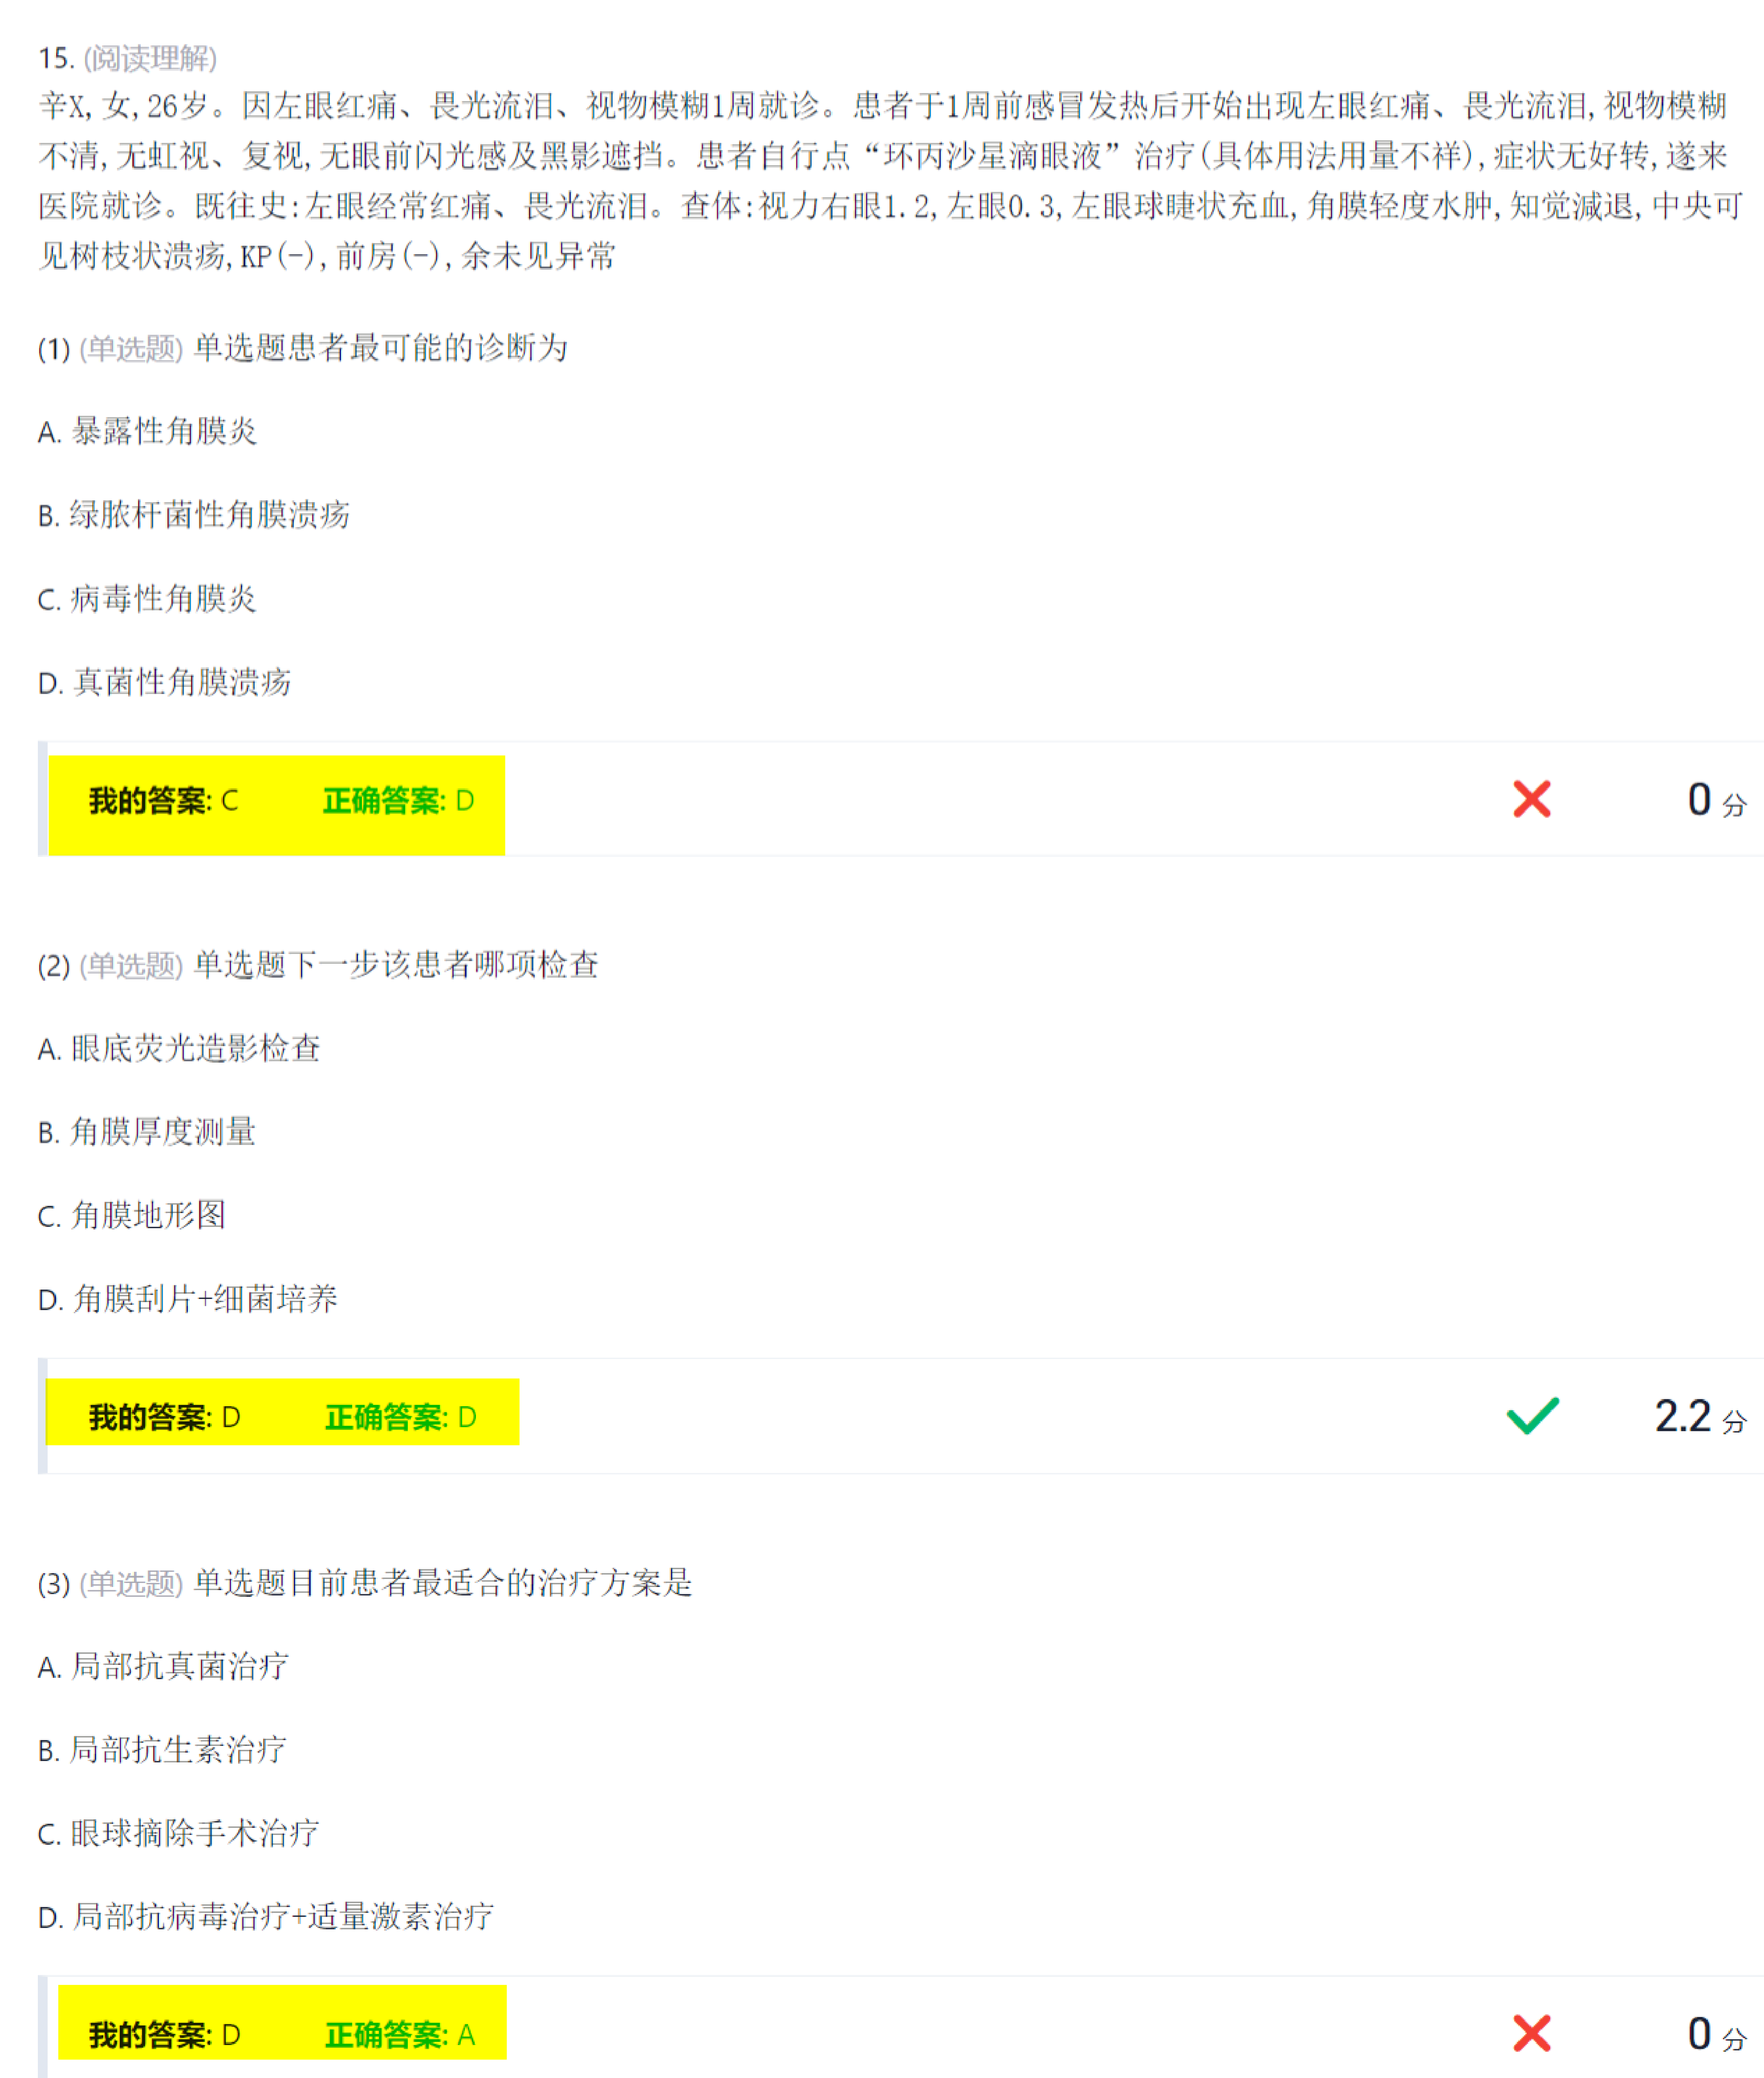 15. (阅读理解)
辛X,女,26岁。因左眼红痛、畏光流泪、视物模糊1周就诊。患者于1周前感冒发热后开始出现左眼红痛、畏光流泪,视物模糊
不清,无虹视、复视,无眼前闪光感及黑影遮挡。患者自行点“环丙沙星滴眼液”治疗(具体用法用量不祥),症状无好转,遂来
医院就诊。既往史:左眼经常红痛、畏光流泪。查体:视力右眼1.2,左眼0.3,左眼球睫状充血,角膜轻度水肿,知觉減退,中央可
见树枝状溃疡,KP(-),前房(-),余未见异常
(1) (单选题) 单选题患者最可能的诊断为
A. 暴露性角膜炎
B. 绿脓杆菌性角膜溃疡
C. 病毒性角膜炎
D. 真菌性角膜溃疡
我的答案: C 正确答案: D 0 分
(2) (单选题) 单选题下一步该患者哪项检查
A. 眼底荧光造影检查
B. 角膜厚度测量
C. 角膜地形图
D. 角膜刮片+细菌培养
我的答案: D 正确答案: D 2.2 分
(3) (单选题) 单选题目前患者最适合的治疗方案是
A. 局部抗真菌治疗
B. 局部抗生素治疗
C. 眼球摘除手术治疗
D. 局部抗病毒治疗+适量激素治疗
我的答案: D 正确答案: A 0 分